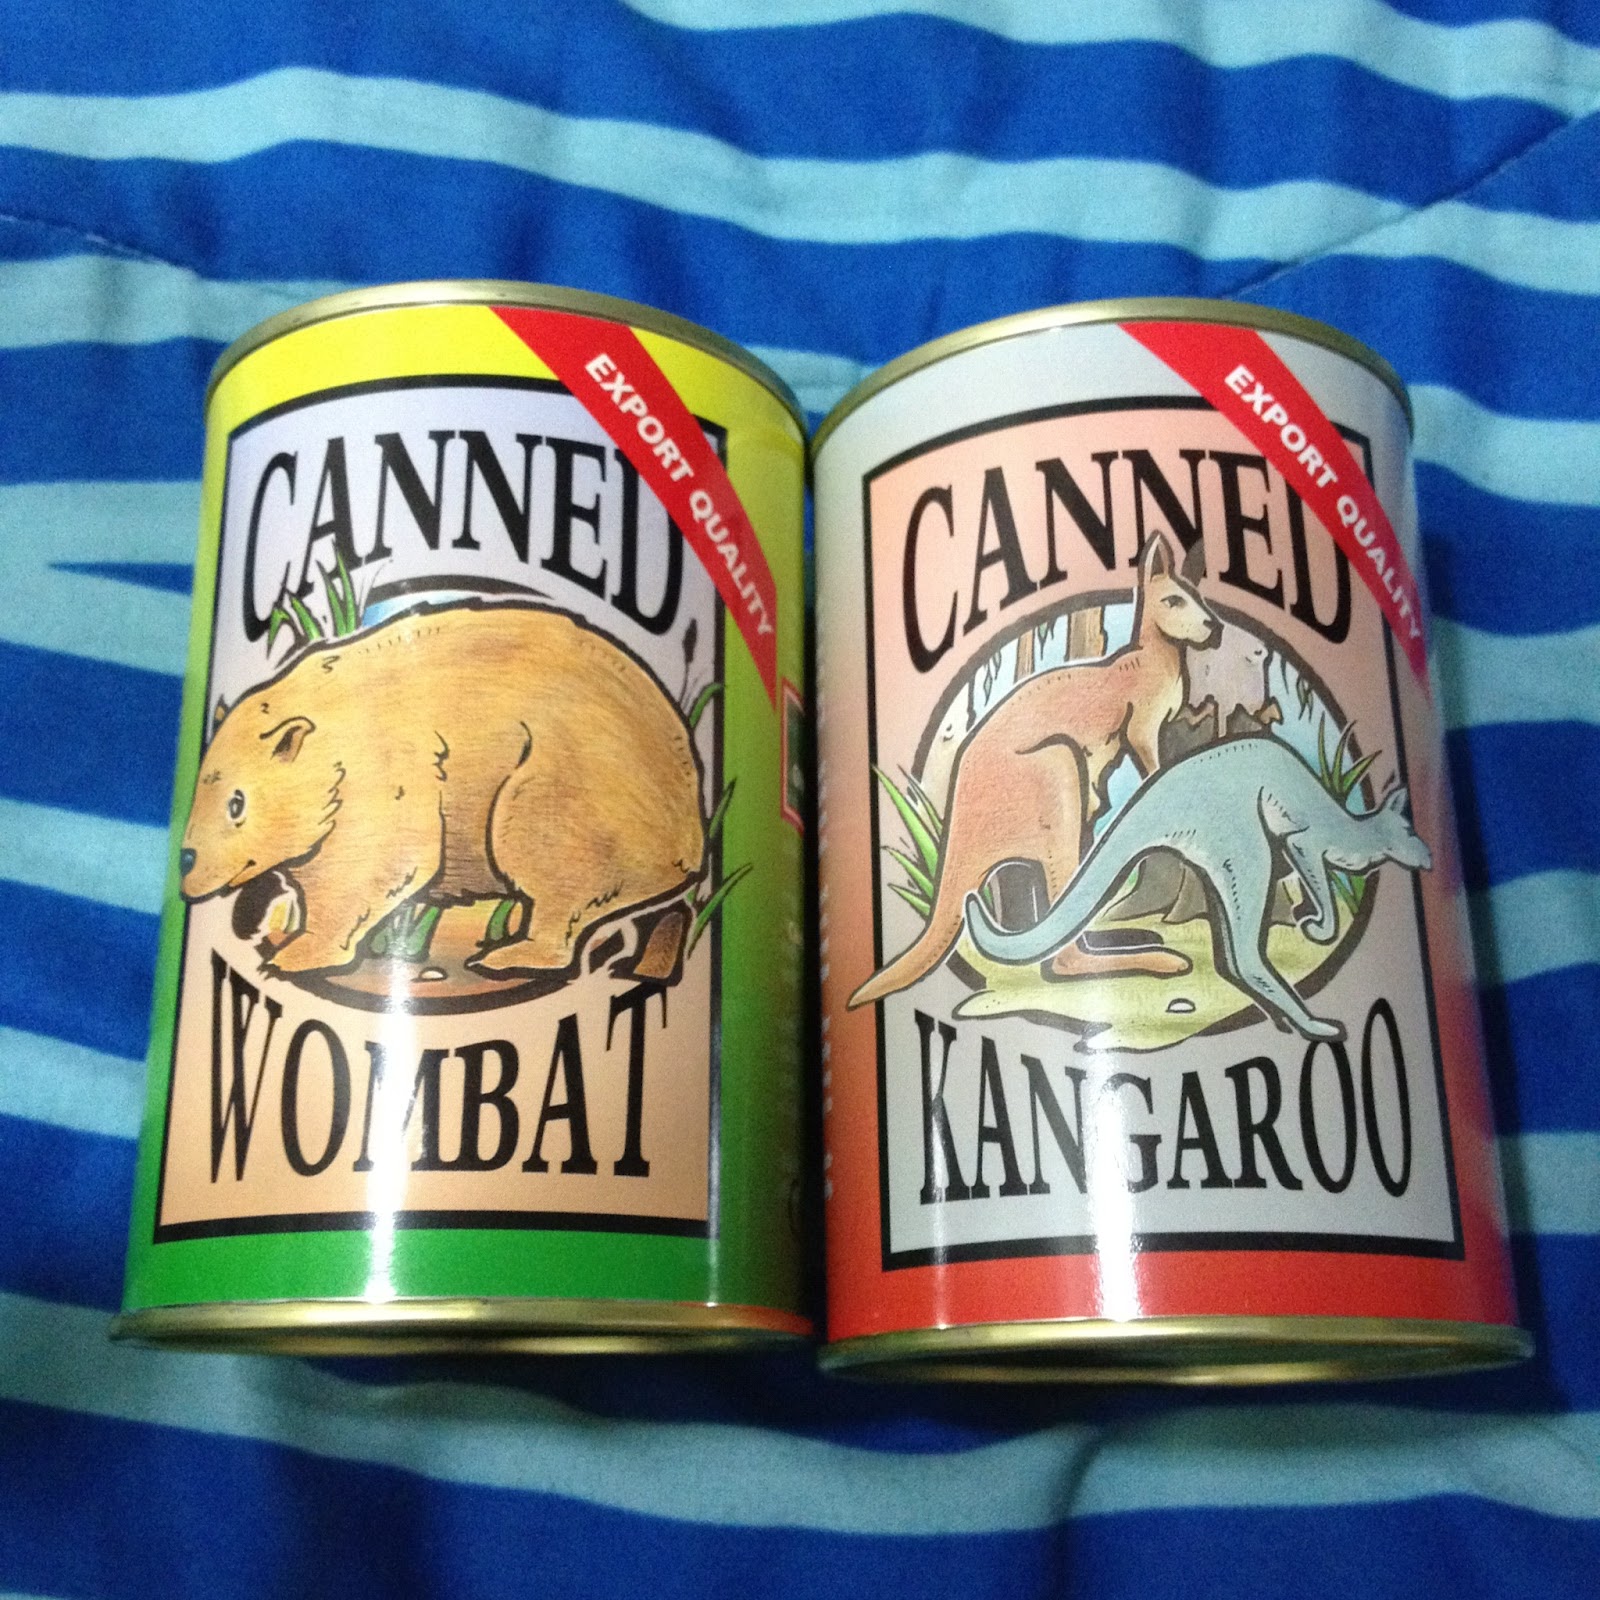 EXPORT QUALITY
CANNED
WOMBAT
EXPORT QUALITY
CANNED
KANGAROO